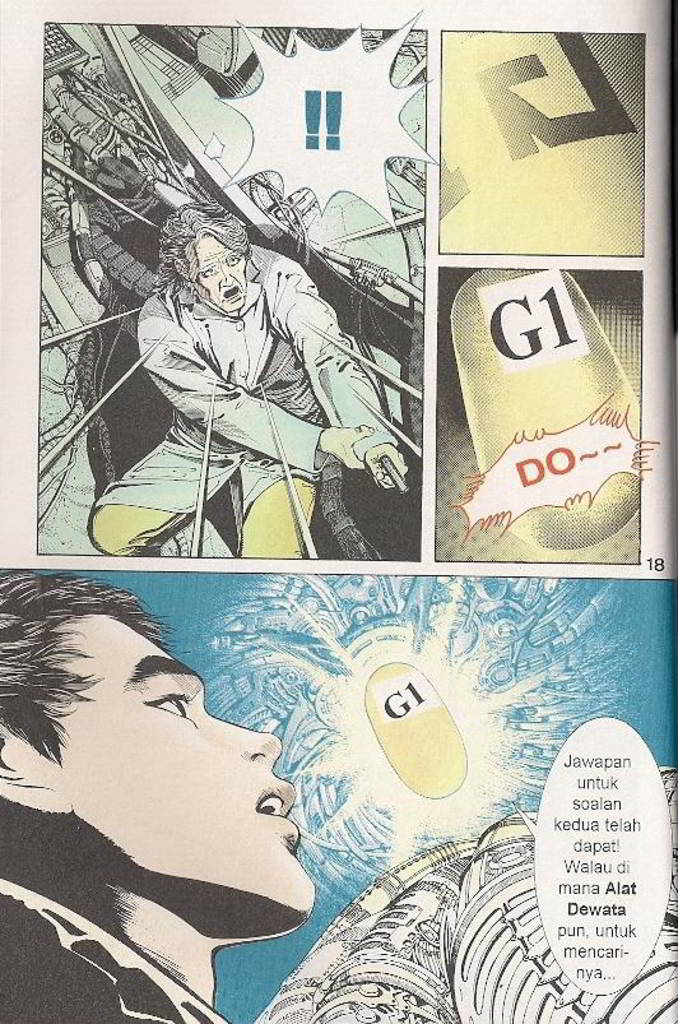 !!
G1
DO~~
18
G1
Jawapan
untuk
soalan
kedua telah
dapat!
Walau di
mana Alat
Dewata
pun, untuk
mencari-
nya...